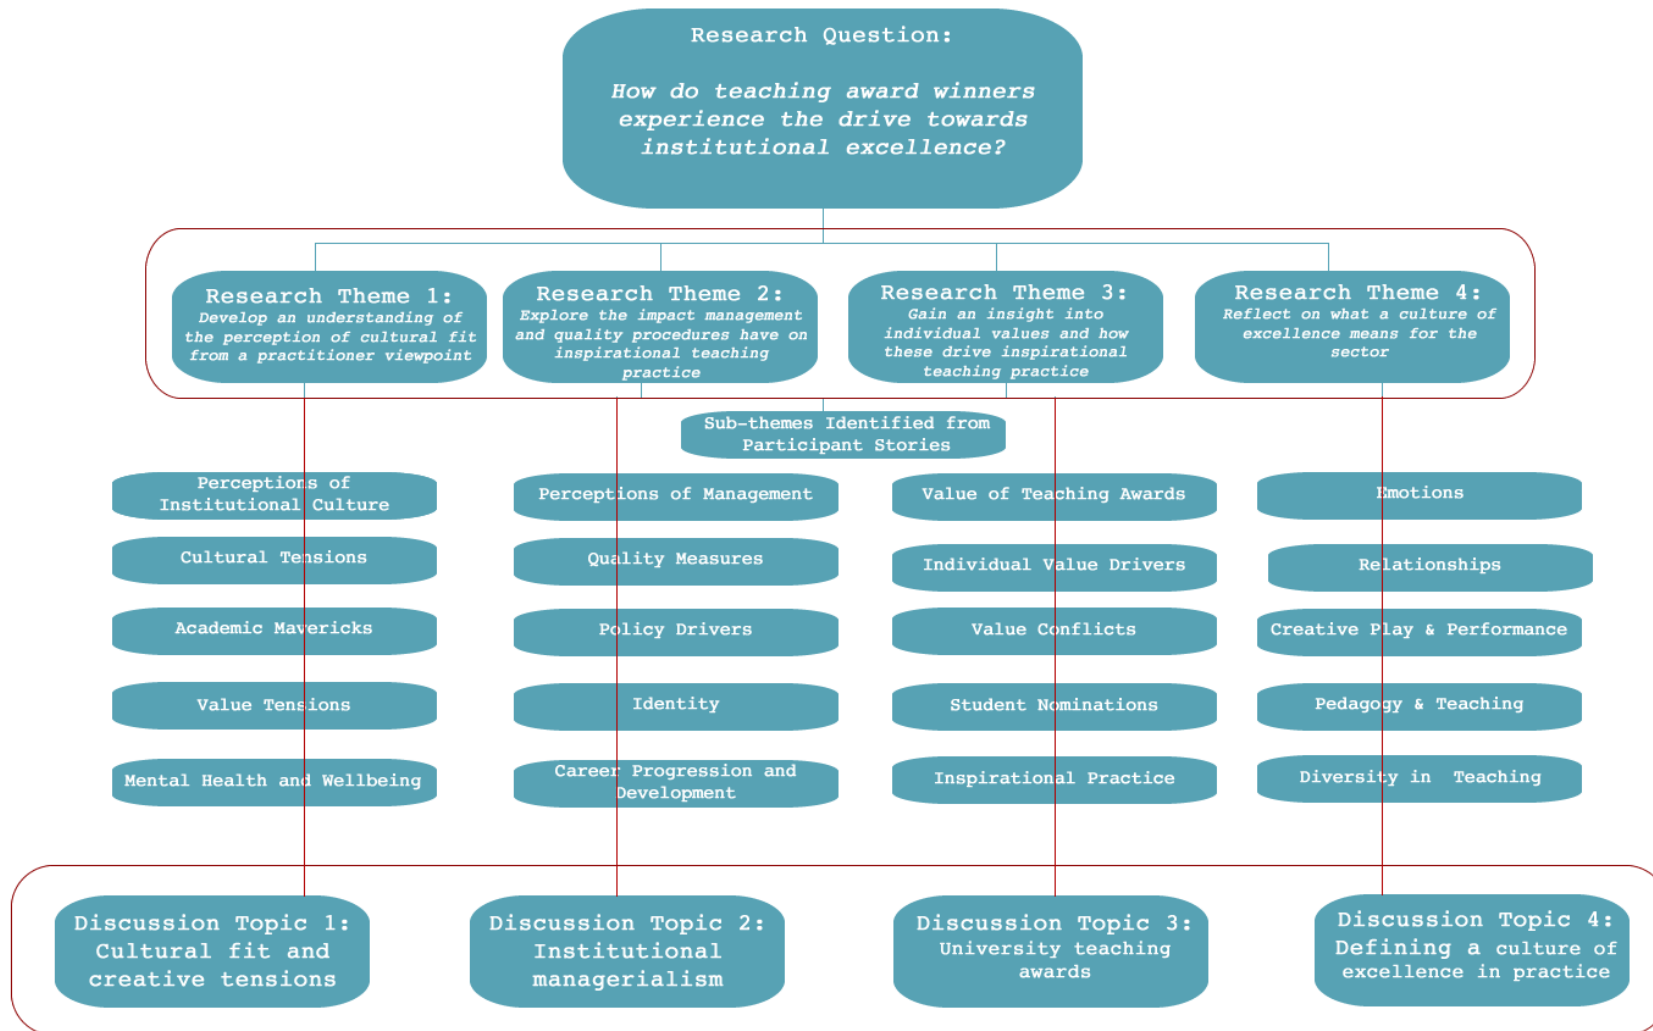 Research Question:
How do teaching award winners
experience the drive towards
institutional excellence?
Research Theme 1:
Develop an understanding of
the perception of cultural fit
from a practitioner viewpoint
Research Theme 2:
Explore the impact management
and quality procedures have on
inspirational teaching
practice
Research Theme 3:
Gain an insight into
individual values and how
these drive inspirational
teaching practice
Research Theme 4:
Reflect on what a culture of
excellence means for the
sector
Sub-themes Identified from
Participant Stories
Perceptions of
Institutional Culture
Cultural Tensions
Academic Mavericks
Value Tensions
Mental Health and Wellbeing
Perceptions of Management
Quality Measures
Policy Drivers
Identity
Career Progression and
Development
Value of Teaching Awards
Individual Value Drivers
Value Conflicts
Student Nominations
Inspirational Practice
Emotions
Relationships
Creative Play & Performance
Pedagogy & Teaching
Diversity in Teaching
Discussion Topic 1:
Cultural fit and
creative tensions
Discussion Topic 2:
Institutional
managerialism
Discussion Topic 3:
University teaching
awards
Discussion Topic 4:
Defining a culture of
excellence in practice